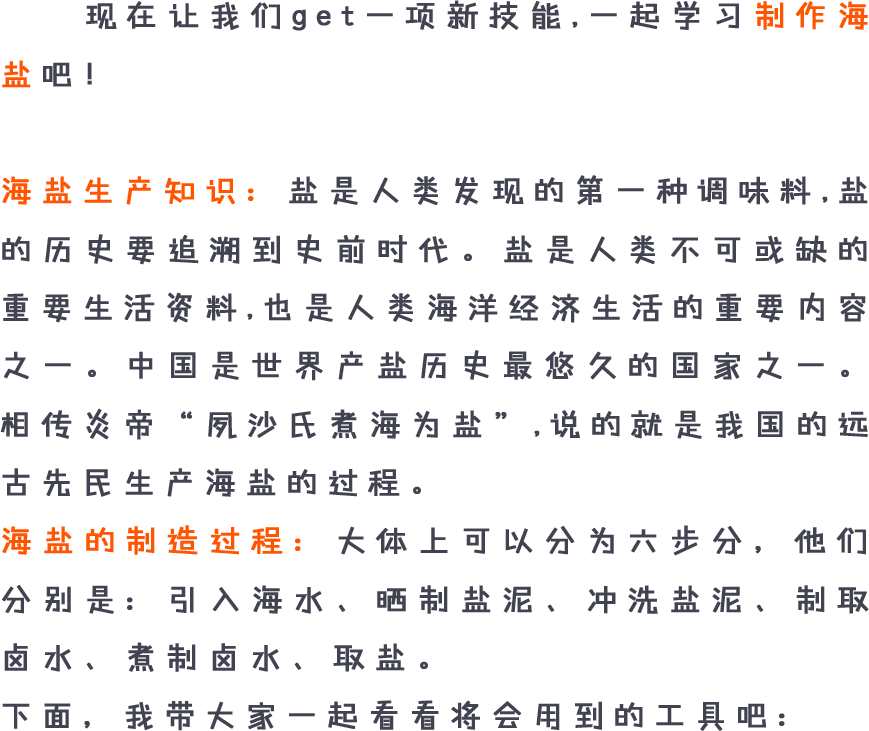 现在让我们get一项新技能,一起学习制作海
盐吧!
海盐生产知识：盐是人类发现的第一种调味料,盐
的历史要追溯到史前时代。盐是人类不可或缺的
重要生活资料,也是人类海洋经济生活的重要内容
之一。中国是世界产盐历史最悠久的国家之一。
相传炎帝“夙沙氏煮海为盐”,说的就是我国的远
古先民生产海盐的过程。
海盐的制造过程：大体上可以分为六步分，他们
分别是：引入海水、晒制盐泥、冲洗盐泥、制取
卤水、煮制卤水、取盐。
下面，我带大家一起看看将会用到的工具吧：